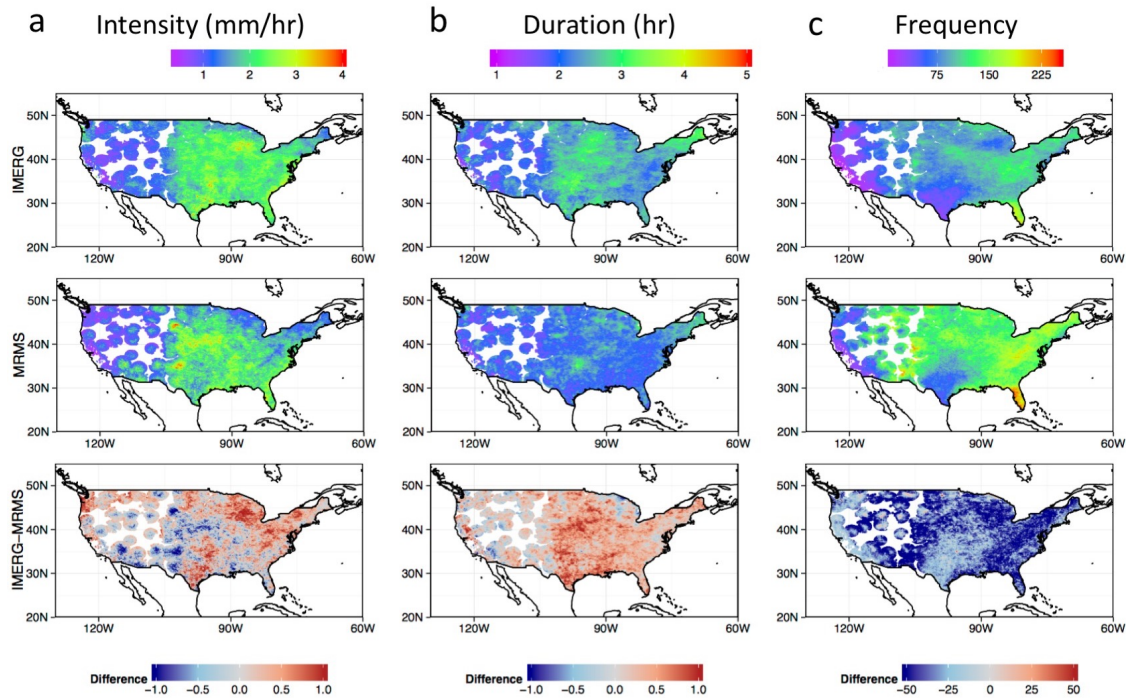 a Intensity (mm/hr) b Duration (hr) c Frequency
1 2 3 4 1 2 3 4 5 75 150 225
IMERG
50N 50N 50N
40N 40N 40N
30N 30N 30N
20N 20N 20N
120W 90W 60W 120W 90W 60W 120W 90W 60W
MRMS
50N 50N 50N
40N 40N 40N
30N 30N 30N
20N 20N 20N
120W 90W 60W 120W 90W 60W 120W 90W 60W
IMERG−MRMS
50N 50N 50N
40N 40N 40N
30N 30N 30N
20N 20N 20N
120W 90W 60W 120W 90W 60W 120W 90W 60W
Difference Difference Difference
−1.0 −0.5 0.0 0.5 1.0 −1.0 −0.5 0.0 0.5 1.0 −50 −25 25 50